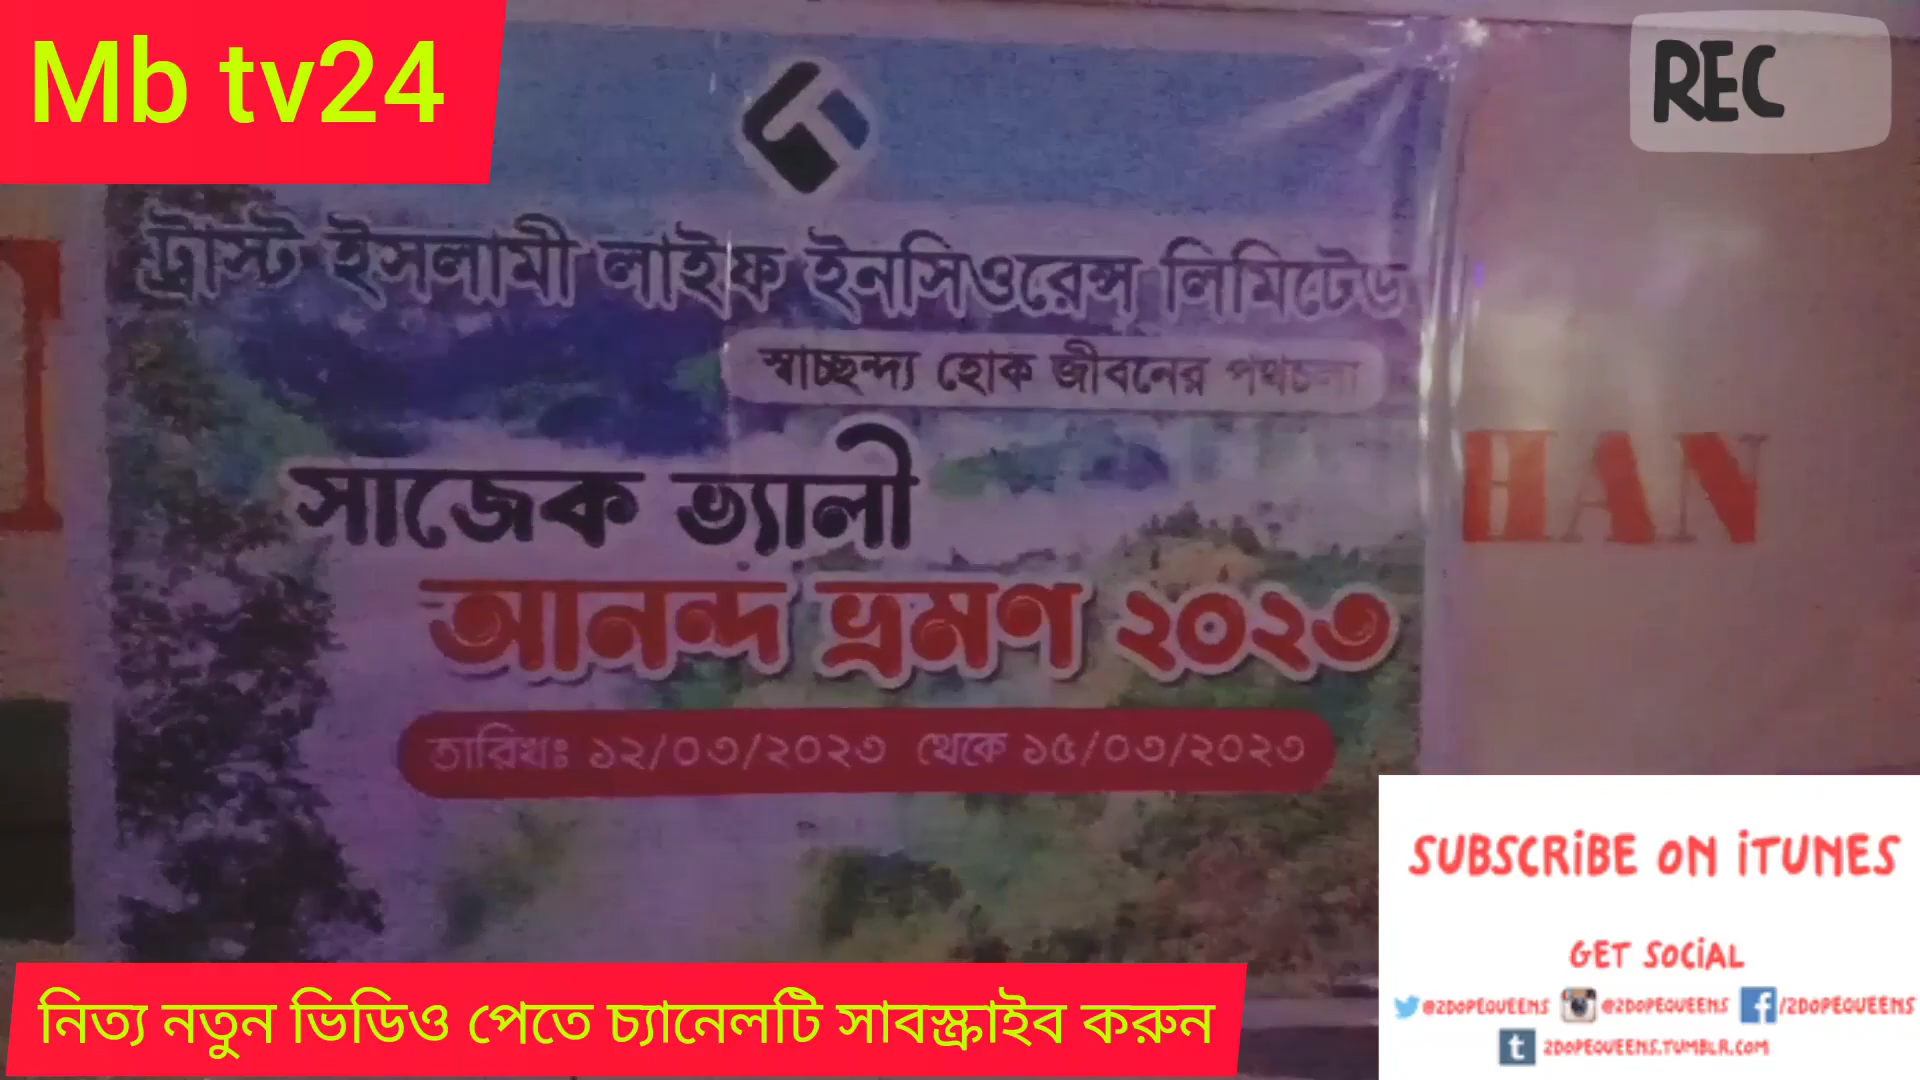 Mb tv24
REC
ট্রাস্ট ইসলামী লাইফ ইনসিওরেন্স লিমিটেড
স্বাচ্ছন্দ্য হোক জীবনের পথচলা
সাজেক ভ্যালী
HAN
আনন্দ ভ্রমণ ২০২৩
তারিখঃ ১২/০৩/২০২৩ থেকে ১৫/০৩/২০২৩
SUBSCRIBE ON ITUNES
GET SOCIAL
@2DOPEQUEENS @2DOPEQUEENS /2DOPEQUEENS
2DOPEQUEENS.TUMBLR.COM
নিত্য নতুন ভিডিও পেতে চ্যানেলটি সাবস্ক্রাইব করুন